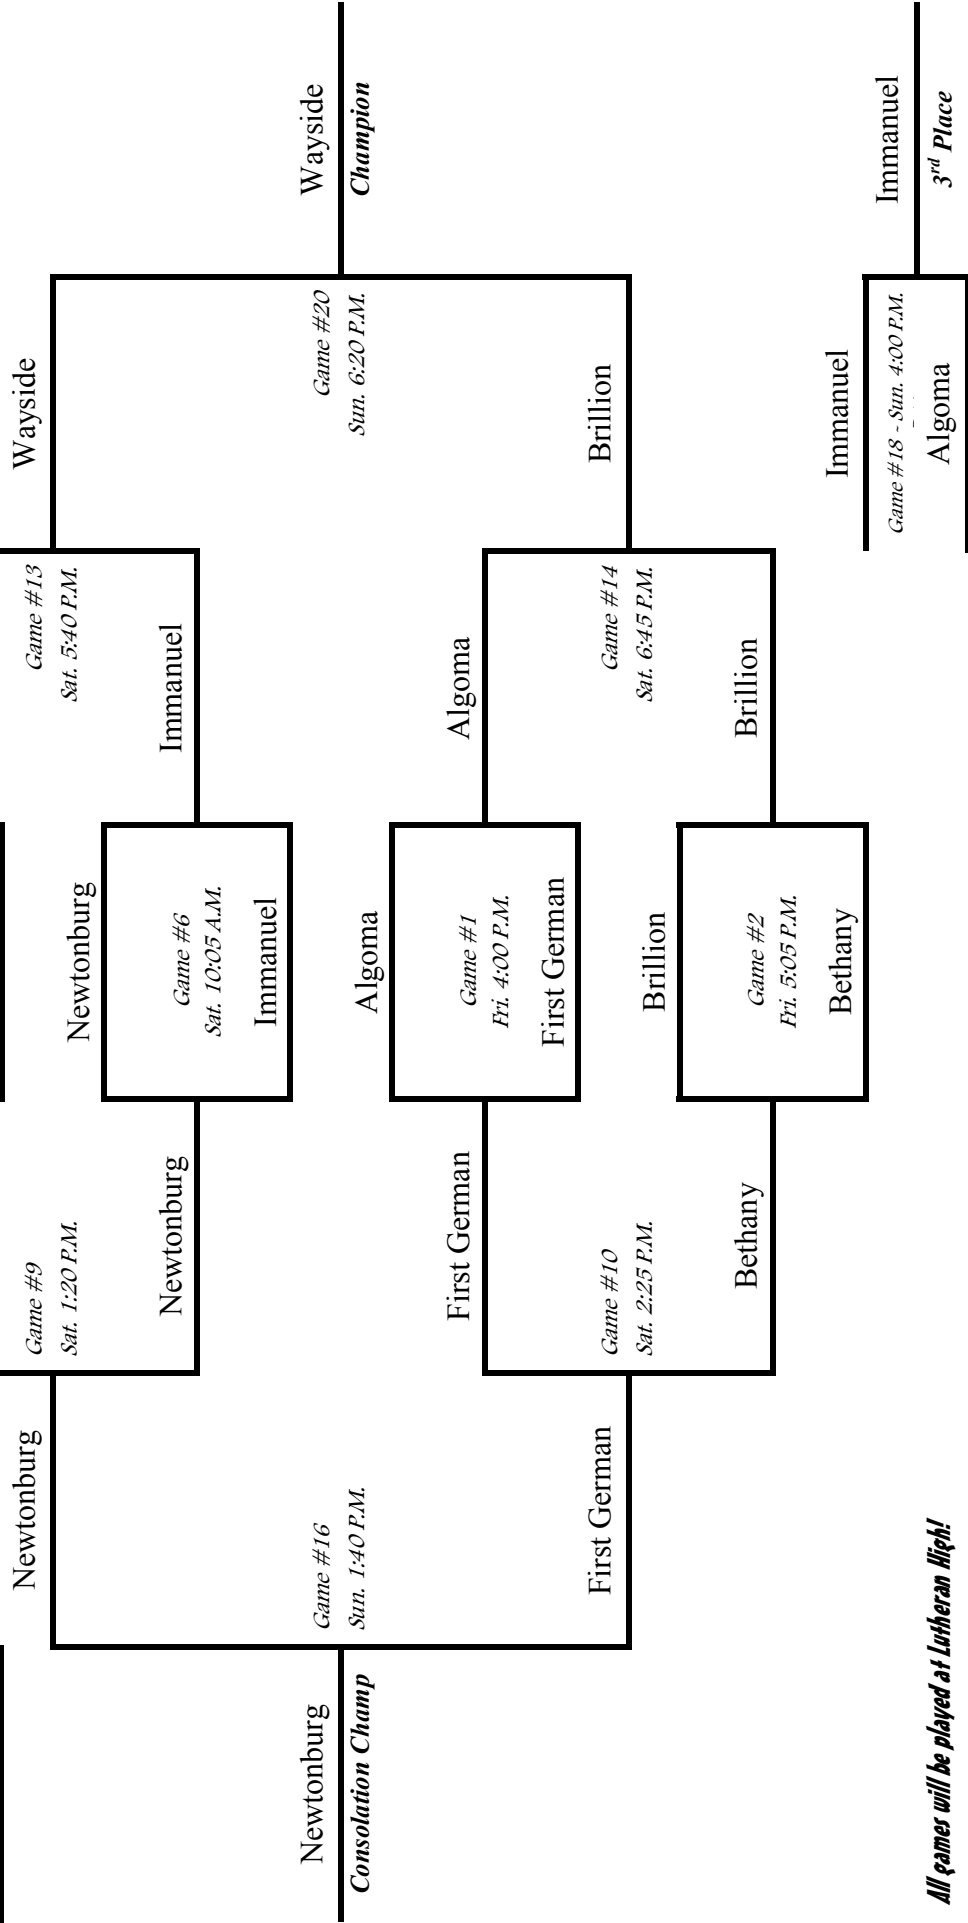 Newtonburg
Game #9
Sat. 1:20 P.M.
Game #13
Sat. 5:40 P.M.
Wayside
Newtonburg
Newtonburg
Game #6
Sat. 10:05 A.M.
Immanuel
Immanuel
Newtonburg
Consolation Champ
Game #16
Sun. 1:40 P.M.
Game #20
Sun. 6:20 P.M.
Wayside
Champion
First German
Algoma
Game #1
Fri. 4:00 P.M.
First German
Algoma
First German
Game #10
Sat. 2:25 P.M.
Game #14
Sat. 6:45 P.M.
Brillion
Bethany
Brillion
Game #2
Fri. 5:05 P.M.
Bethany
Brillion
Immanuel
Game #18 - Sun. 4:00 P.M.
Algoma
Immanuel
3rd Place
All games will be played at Lutheran High!